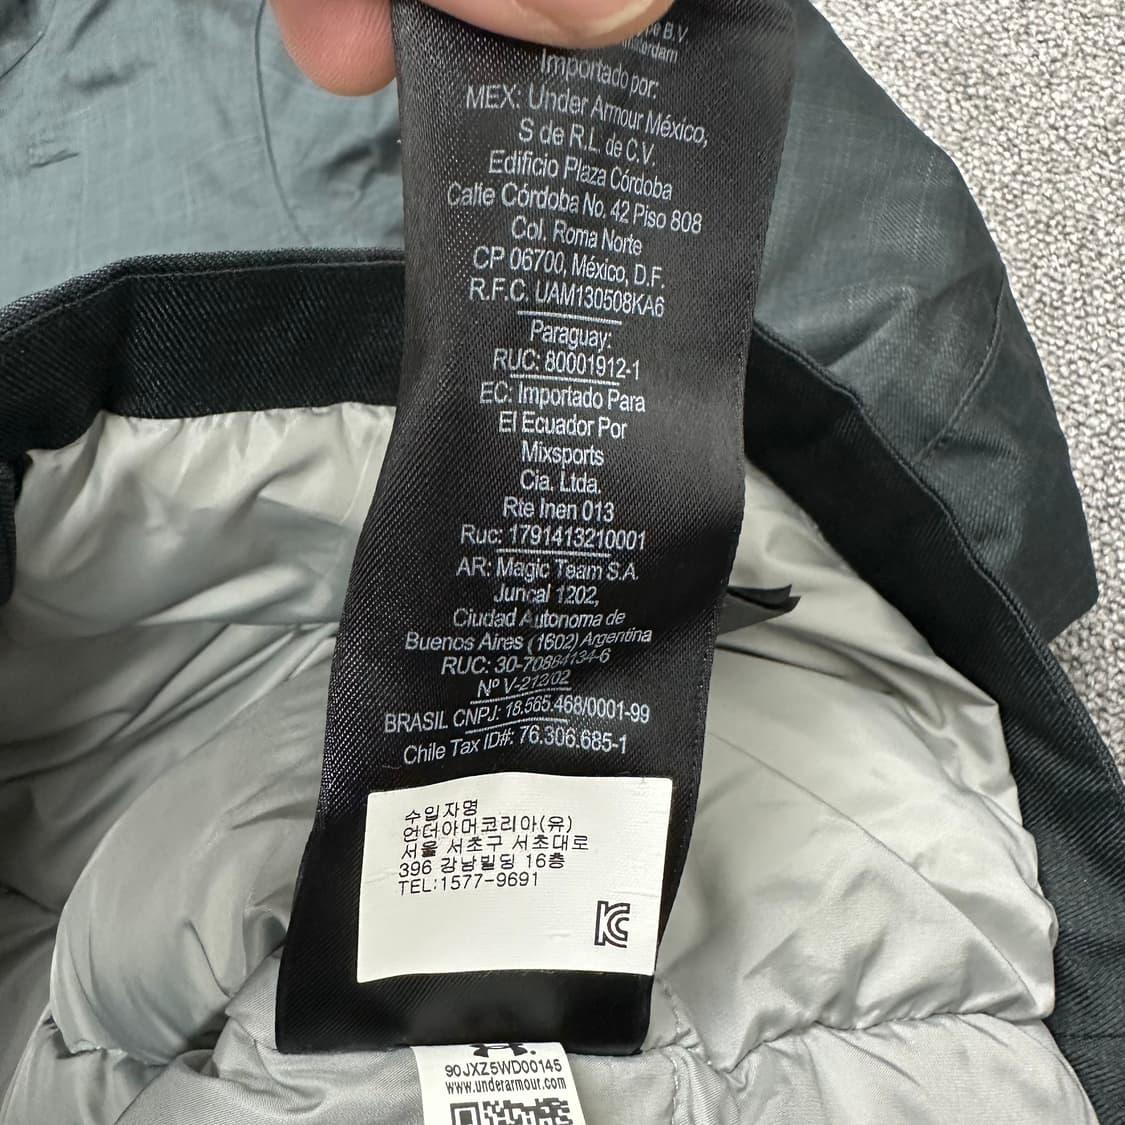 B.V.
Importado por:
MEX: Under Armour México,
S de R.L. de C.V.
Edificio Plaza Córdoba
Calle Córdoba No. 42 Piso 808
Col. Roma Norte
CP 06700, México, D.F.
R.F.C. UAM130508KA6
Paraguay:
RUC: 80001912-1
EC: Importado Para
El Ecuador Por
Mixsports
Cia. Ltda.
Rte Inen 013
Ruc: 1791413210001
AR: Magic Team S.A.
Juncal 1202,
Ciudad Autonoma de
Buenos Aires (1602) Argentina
RUC: 30-70884134-6
Nº V-212/02
BRASIL CNPJ: 18.565.468/0001-99
Chile Tax ID#: 76.306.685-1
수입자명
언더아머코리아(유)
서울 서초구 서초대로
396 강남빌딩 16층
TEL:1577-9691
KC
90JXZ5WD00145
www.underarmour.com